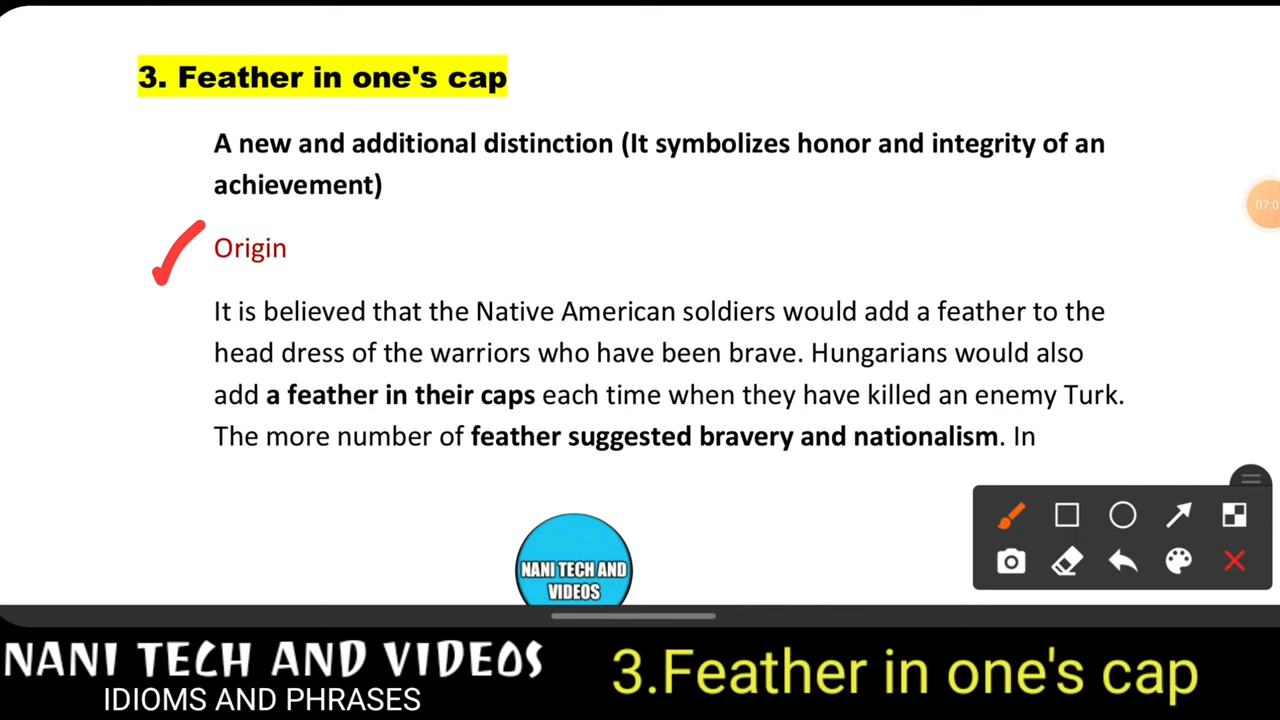 3. Feather in one's cap
A new and additional distinction (It symbolizes honor and integrity of an
achievement)
Origin
It is believed that the Native American soldiers would add a feather to the
head dress of the warriors who have been brave. Hungarians would also
add a feather in their caps each time when they have killed an enemy Turk.
The more number of feather suggested bravery and nationalism. In
NANI TECH AND
VIDEOS
NANI TECH AND VIDEOS
IDIOMS AND PHRASES
3.Feather in one's cap